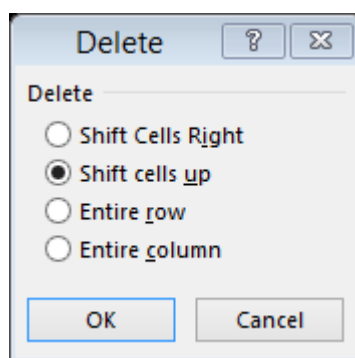 Delete
Delete
Shift Cells Right
Shift cells up
Entire row
Entire column
OK Cancel